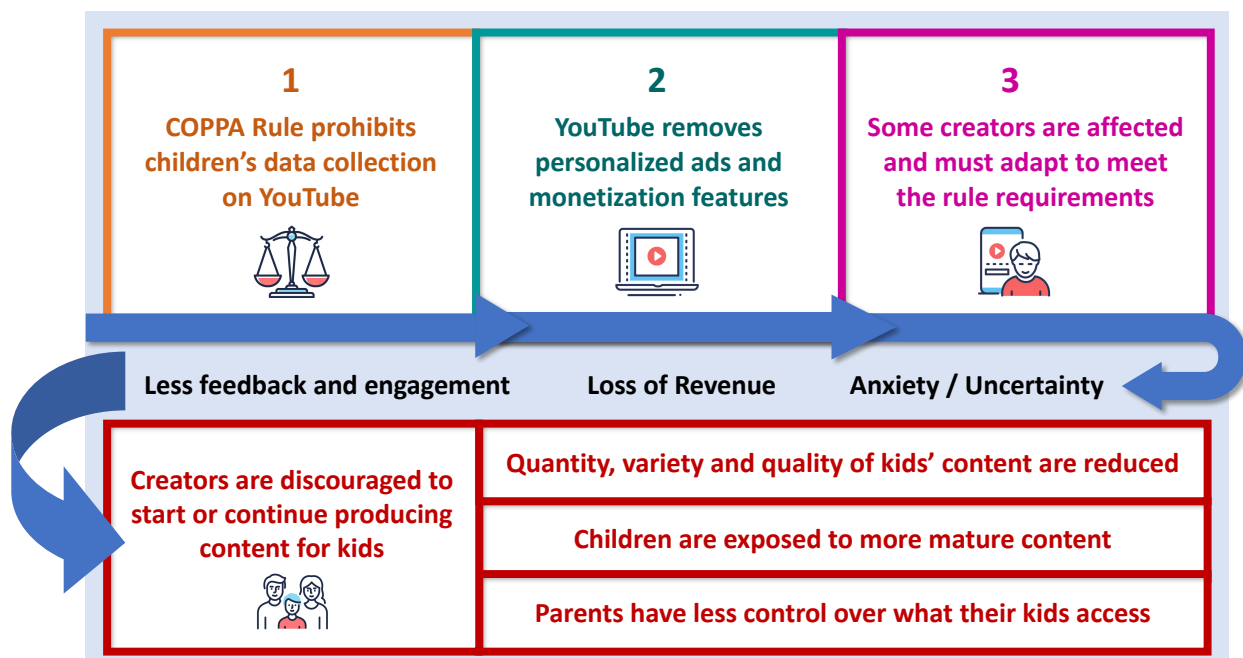 1
COPPA Rule prohibits
children's data collection
on YouTube
2
YouTube removes
personalized ads and
monetization features
3
Some creators are affected
and must adapt to meet
the rule requirements
Less feedback and engagement
Loss of Revenue
Anxiety / Uncertainty
Creators are discouraged to
start or continue producing
content for kids
Quantity, variety and quality of kids' content are reduced
Children are exposed to more mature content
Parents have less control over what their kids access